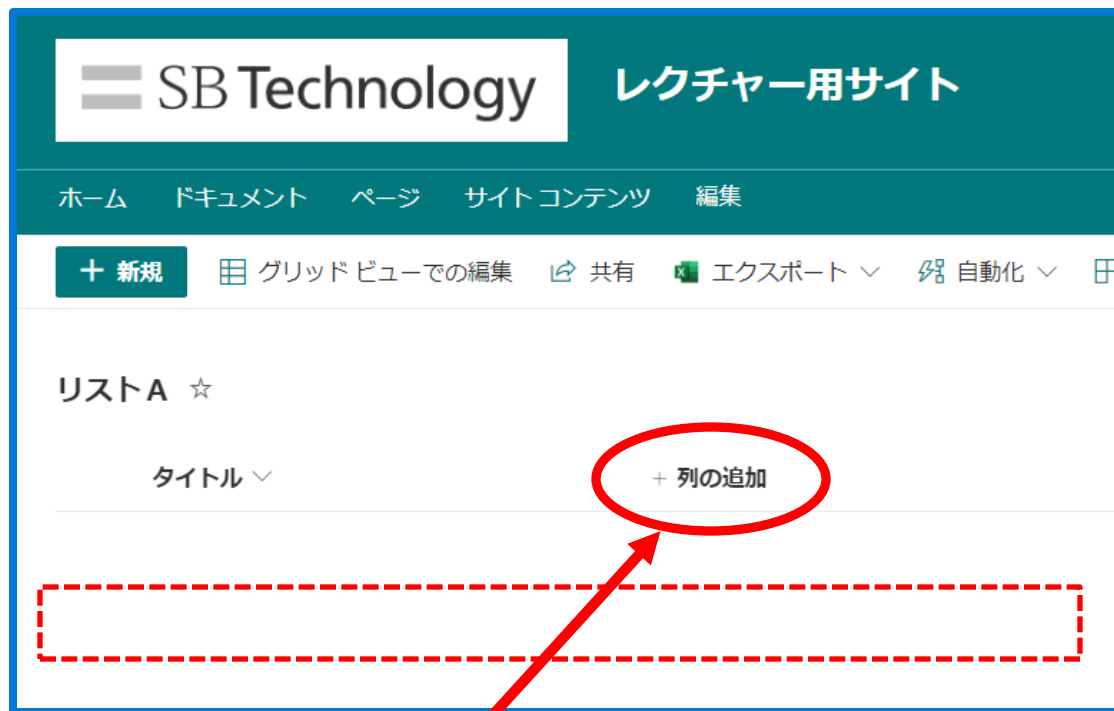 SB Technology
レクチャー用サイト
ホーム ドキュメント ページ サイト コンテンツ 編集
+ 新規 グリッド ビューでの編集 共有 エクスポート 自動化
リストA
タイトル + 列の追加